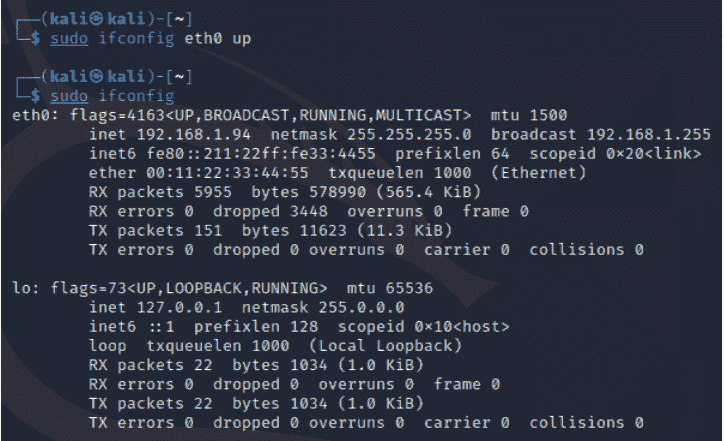 ┌──(kali㉿kali)-[~]
└─$ sudo ifconfig eth0 up
┌──(kali㉿kali)-[~]
└─$ sudo ifconfig
eth0: flags=4163<UP,BROADCAST,RUNNING,MULTICAST>  mtu 1500
        inet 192.168.1.94  netmask 255.255.255.0  broadcast 192.168.1.255
        inet6 fe80::211:22ff:fe33:4455  prefixlen 64  scopeid 0×20<link>
        ether 00:11:22:33:44:55  txqueuelen 1000  (Ethernet)
        RX packets 5955  bytes 578990 (565.4 KiB)
        RX errors 0  dropped 3448  overruns 0  frame 0
        TX packets 151  bytes 11623 (11.3 KiB)
        TX errors 0  dropped 0 overruns 0  carrier 0  collisions 0
lo: flags=73<UP,LOOPBACK,RUNNING>  mtu 65536
        inet 127.0.0.1  netmask 255.0.0.0
        inet6 ::1  prefixlen 128  scopeid 0×10<host>
        loop  txqueuelen 1000  (Local Loopback)
        RX packets 22  bytes 1034 (1.0 KiB)
        RX errors 0  dropped 0  overruns 0  frame 0
        TX packets 22  bytes 1034 (1.0 KiB)
        TX errors 0  dropped 0 overruns 0  carrier 0  collisions 0